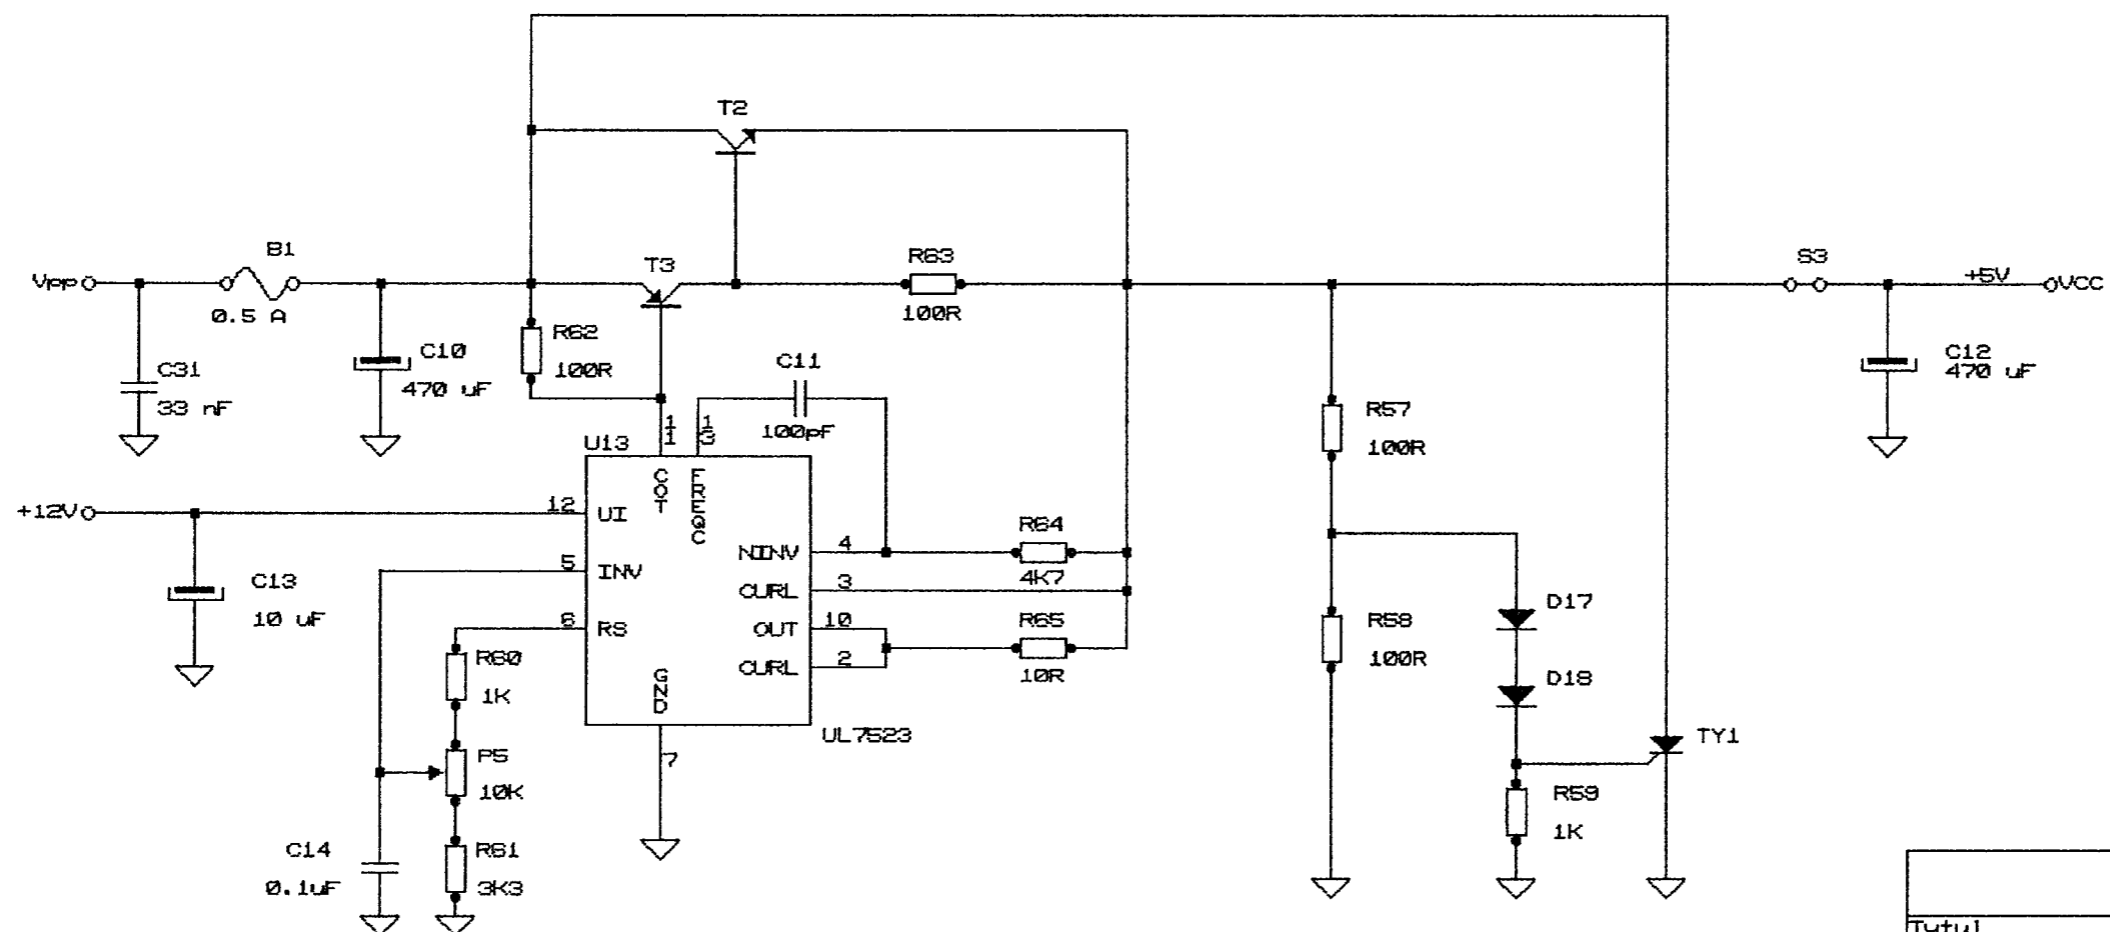 T2
B1
T3
R63
S3
Vpp
+5V
VCC
0.5 A
100R
R62
C10
C11
C12
C31
100R
470 uF
470 uF
33 nF
100pF
R57
100R
11
13
U13
COT
FREQC
+12V
12
UI
R64
NINV
4
4K7
5
INV
CURL
3
C13
10 uF
6
RS
OUT
10
R65
10R
CURL
2
R58
100R
D17
D18
R60
1K
GND
UL7523
7
P5
10K
TY1
R59
1K
C14
0.1uF
R61
3K3
Tytul